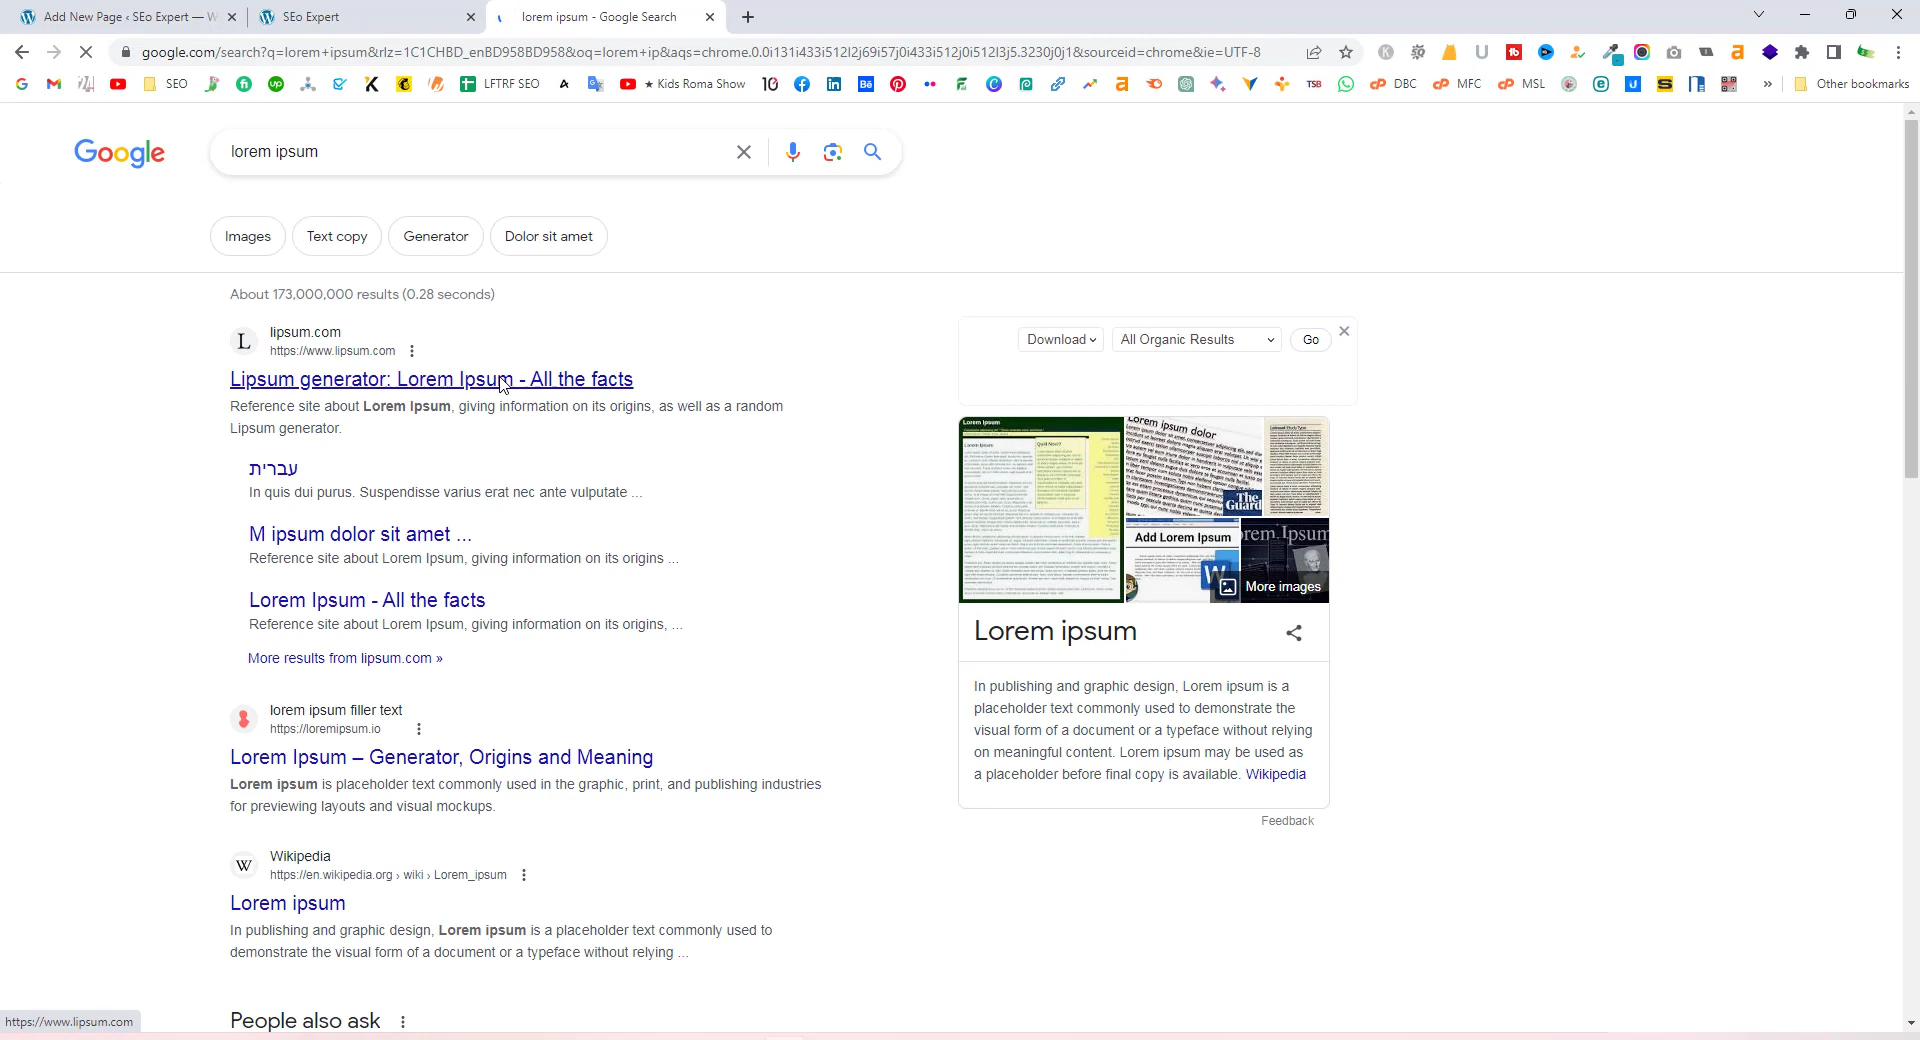 Add New Page ‹ SEo Expert — W
SEo Expert
lorem ipsum - Google Search
google.com/search?q=lorem+ipsum&rlz=1C1CHBD_enBD958BD958&oq=lorem+ip&aqs=chrome.0.0i131i433i512l2j69i57j0i433i512j0i512l3j5.3230j0j1&sourceid=chrome&ie=UTF-8
SEO
LFTRF SEO
★ Kids Roma Show
DBC
MFC
MSL
»
Other bookmarks
Google
lorem ipsum
Images
Text copy
Generator
Dolor sit amet
About 173,000,000 results (0.28 seconds)
lipsum.com
https://www.lipsum.com
Lipsum generator: Lorem Ipsum - All the facts
Reference site about Lorem Ipsum, giving information on its origins, as well as a random
Lipsum generator.
עברית
In quis dui purus. Suspendisse varius erat nec ante vulputate ...
M ipsum dolor sit amet ...
Reference site about Lorem Ipsum, giving information on its origins ...
Lorem Ipsum - All the facts
Reference site about Lorem Ipsum, giving information on its origins, ...
More results from lipsum.com »
lorem ipsum filler text
https://loremipsum.io
Lorem Ipsum – Generator, Origins and Meaning
Lorem ipsum is placeholder text commonly used in the graphic, print, and publishing industries
for previewing layouts and visual mockups.
Wikipedia
https://en.wikipedia.org › wiki › Lorem_ipsum
Lorem ipsum
In publishing and graphic design, Lorem ipsum is a placeholder text commonly used to
demonstrate the visual form of a document or a typeface without relying ...
People also ask
https://www.lipsum.com
Download
All Organic Results
Go
Lorem Ipsum
Lorem ipsum dolor
The
Guard
Add Lorem Ipsum
orem Ipsum
More images
Lorem ipsum
In publishing and graphic design, Lorem ipsum is a
placeholder text commonly used to demonstrate the
visual form of a document or a typeface without relying
on meaningful content. Lorem ipsum may be used as
a placeholder before final copy is available. Wikipedia
Feedback